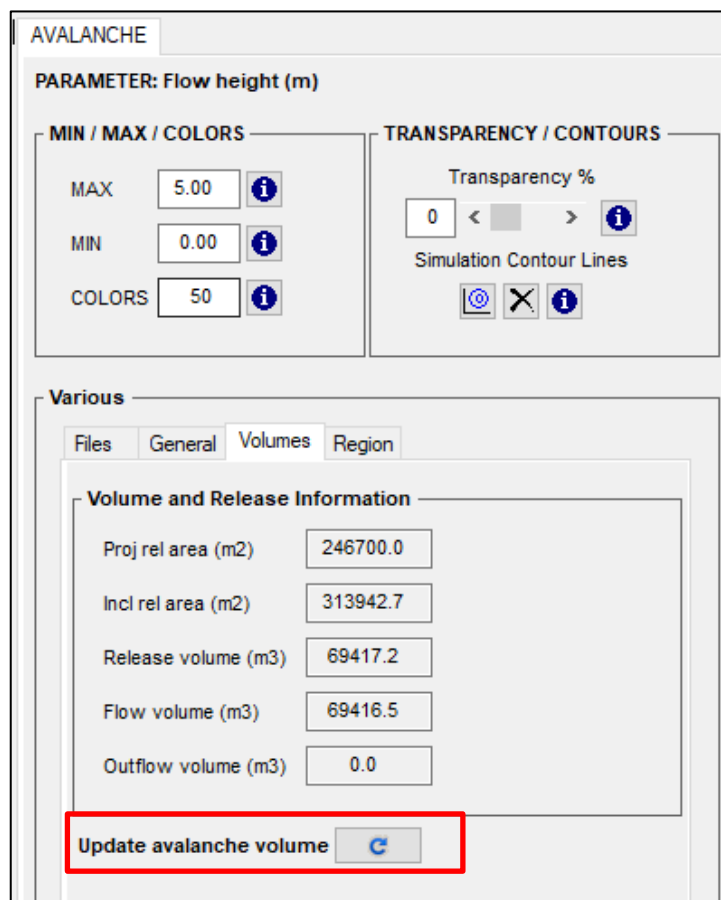 AVALANCHE
PARAMETER: Flow height (m)
MIN / MAX / COLORS
MAX 5.00
MIN 0.00
COLORS 50
TRANSPARENCY / CONTOURS
Transparency %
0
Simulation Contour Lines
Various
Files General Volumes Region
Volume and Release Information
Proj rel area (m2) 246700.0
Incl rel area (m2) 313942.7
Release volume (m3) 69417.2
Flow volume (m3) 69416.5
Outflow volume (m3) 0.0
Update avalanche volume